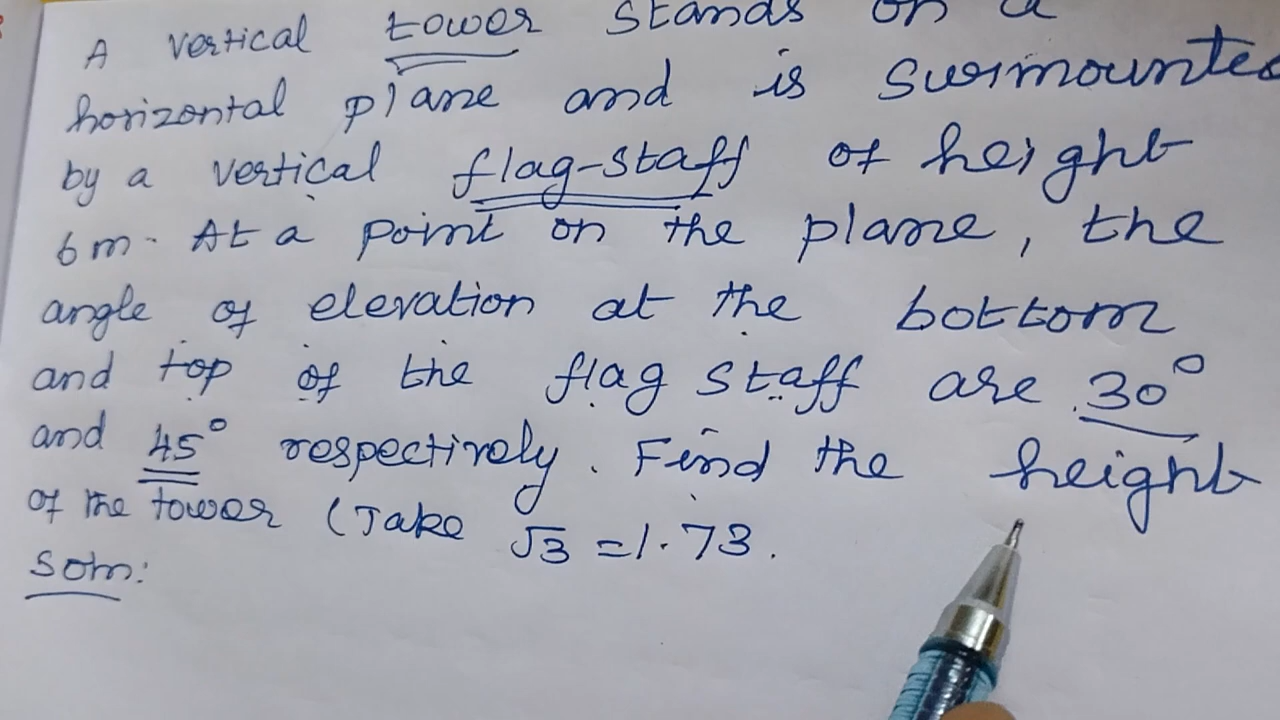 A vertical tower stands on a
horizontal plane and is surmounted
by a vertical flag-staff of height
6m. At a point on the plane, the
angle of elevation at the bottom
and top of the flag staff are 30°
and 45° respectively. Find the height
of the tower (Take √3 = 1.73.
Soln: